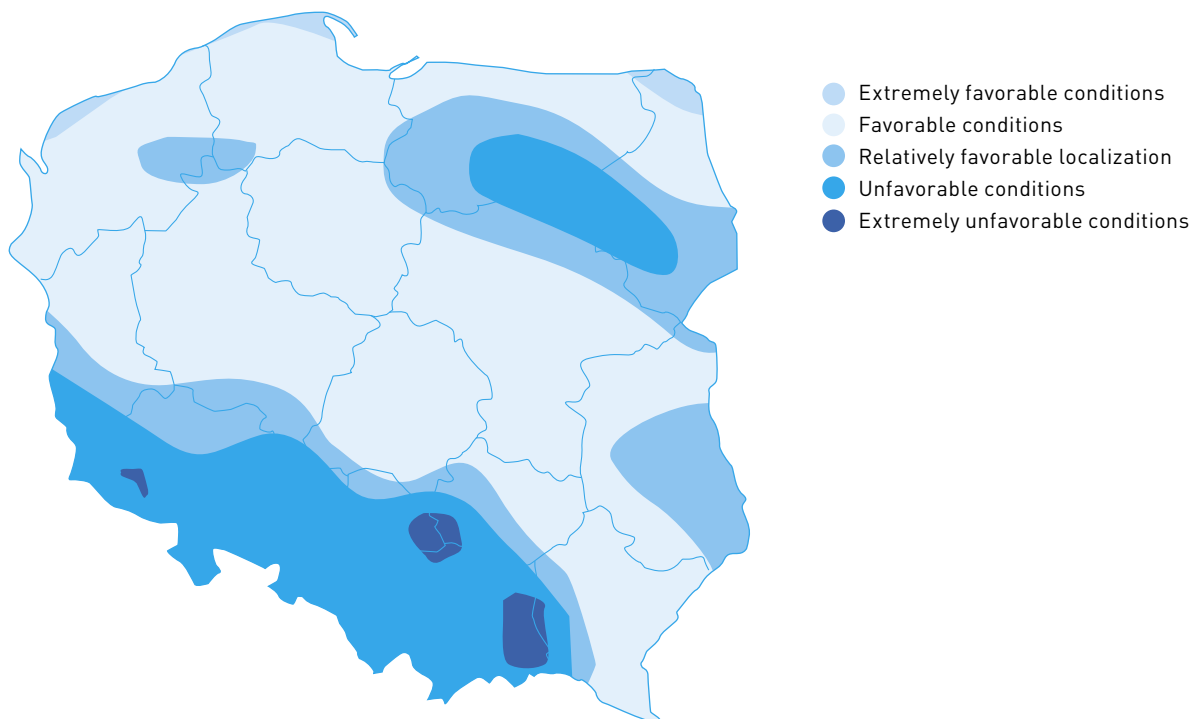 Extremely favorable conditions
Favorable conditions
Relatively favorable localization
Unfavorable conditions
Extremely unfavorable conditions